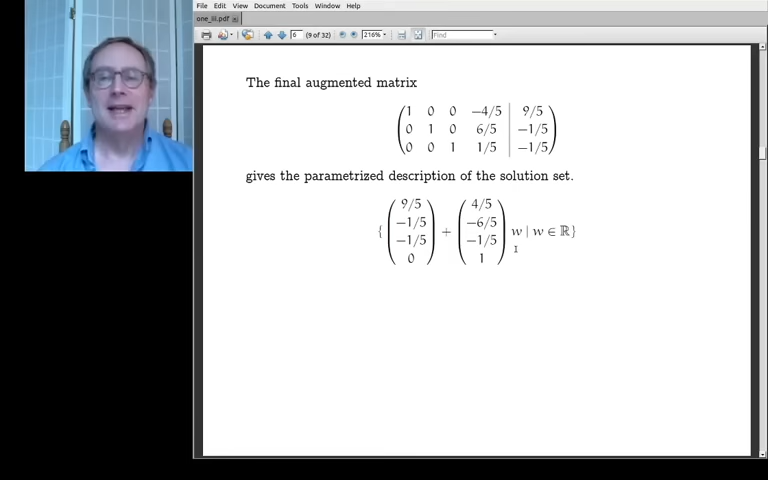 File Edit View Document Tools Window Help
one_iii.pdf
6 (9 of 32) 216% Find
The final augmented matrix
1 0 0 −4/5 | 9/5
0 1 0 6/5 | −1/5
0 0 1 1/5 | −1/5
gives the parametrized description of the solution set.
9/5 4/5
−1/5 −6/5
{ −1/5 + −1/5 w | w ∈ ℝ}
0 1